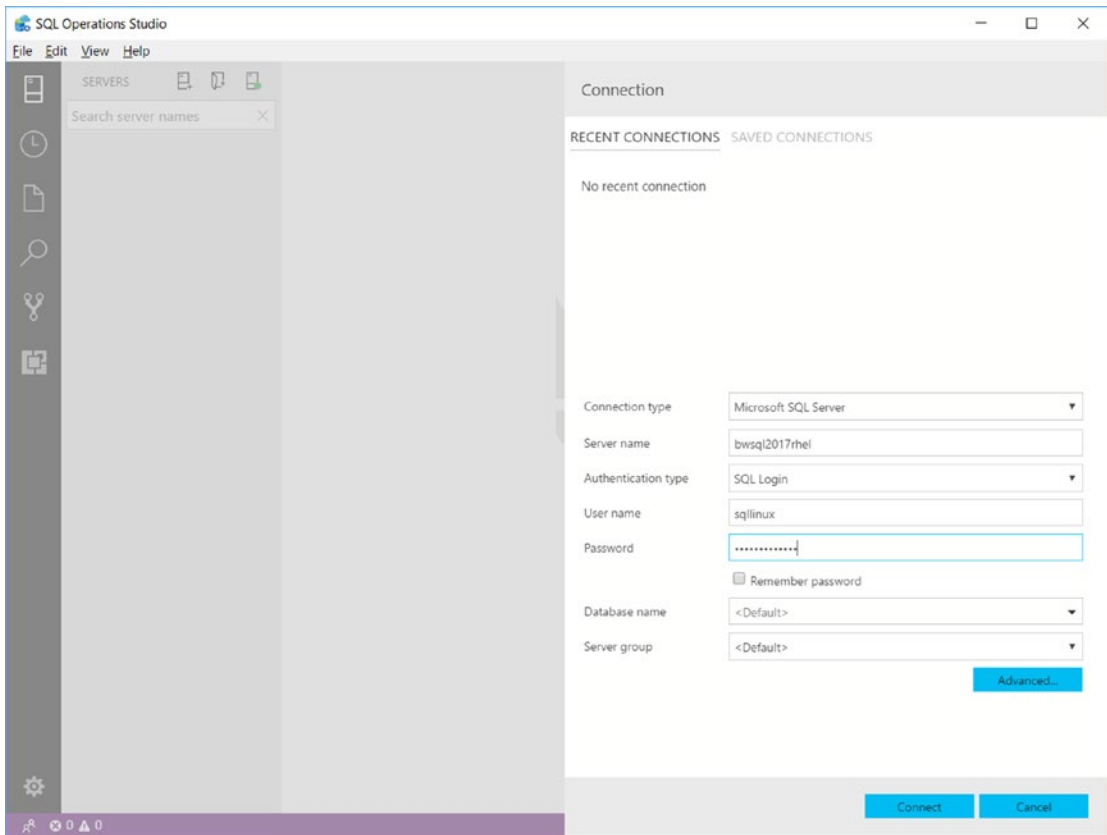 SQL Operations Studio
File Edit View Help
SERVERS
Search server names
Connection
RECENT CONNECTIONS SAVED CONNECTIONS
No recent connection
Connection type Microsoft SQL Server
Server name bwsql2017rhel
Authentication type SQL Login
User name sqllinux
Password •••••••••••••
Remember password
Database name <Default>
Server group <Default>
Advanced...
Connect Cancel
0 0